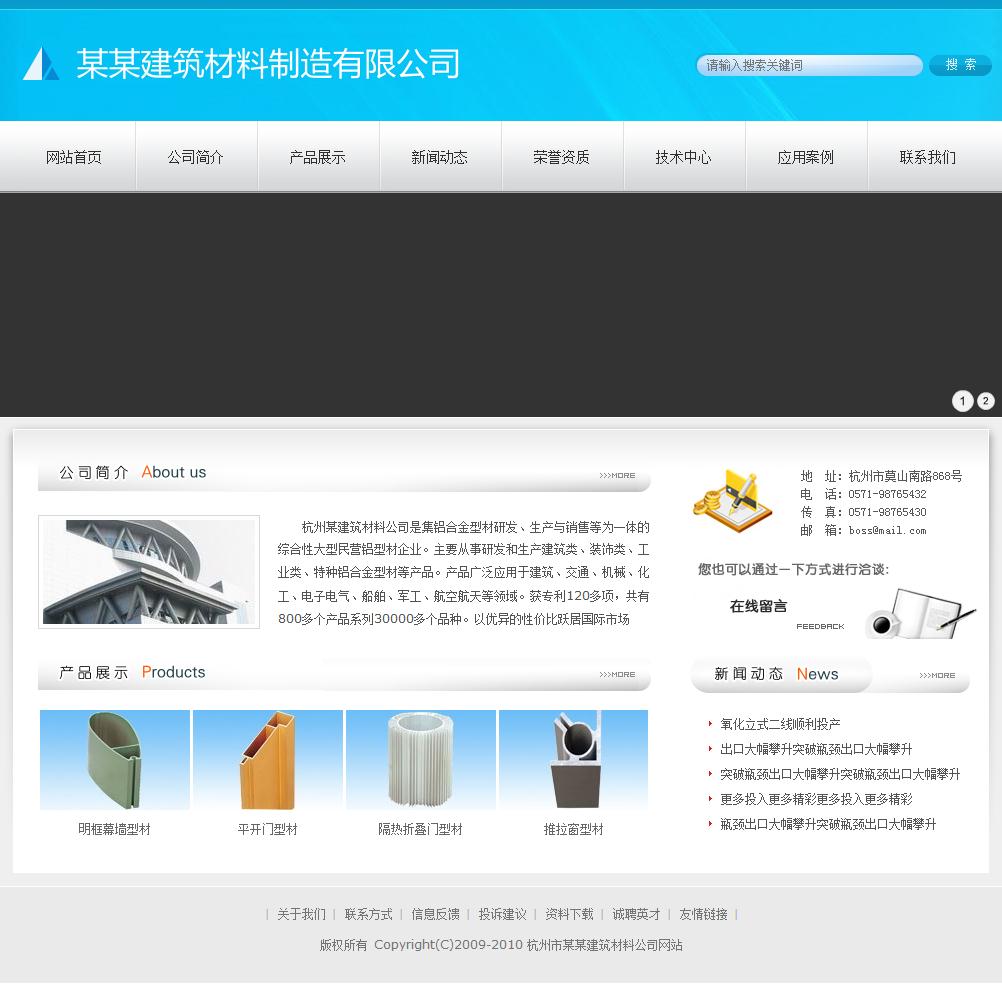 某某建筑材料制造有限公司
请输入搜索关键词
搜 索
网站首页
公司简介
产品展示
新闻动态
荣誉资质
技术中心
应用案例
联系我们
1 2
公司简介 About us
>>>MORE
杭州某建筑材料公司是集铝合金型材研发、生产与销售等为一体的
综合性大型民营铝型材企业。主要从事研发和生产建筑类、装饰类、工
业类、特种铝合金型材等产品。产品广泛应用于建筑、交通、机械、化
工、电子电气、船舶、军工、航空航天等领域。获专利120多项，共有
800多个产品系列30000多个品种。以优异的性价比跃居国际市场
地 址：杭州市莫山南路868号
电 话：0571-98765432
传 真：0571-98765430
邮 箱：boss@mail.com
您也可以通过一下方式进行洽谈:
在线留言
FEEDBACK
产品展示 Products
>>>MORE
明框幕墙型材
平开门型材
隔热折叠门型材
推拉窗型材
新闻动态 News
>>>MORE
氧化立式二线顺利投产
出口大幅攀升突破瓶颈出口大幅攀升
突破瓶颈出口大幅攀升突破瓶颈出口大幅攀升
更多投入更多精彩更多投入更多精彩
瓶颈出口大幅攀升突破瓶颈出口大幅攀升
| 关于我们 | 联系方式 | 信息反馈 | 投诉建议 | 资料下载 | 诚聘英才 | 友情链接 |
版权所有 Copyright(C)2009-2010 杭州市某某建筑材料公司网站